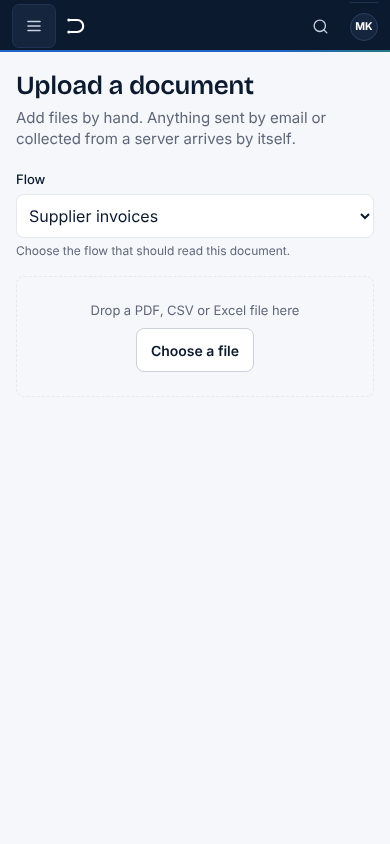 MK
Upload a document
Add files by hand. Anything sent by email or
collected from a server arrives by itself.
Flow
Supplier invoices
Choose the flow that should read this document.
Drop a PDF, CSV or Excel file here
Choose a file